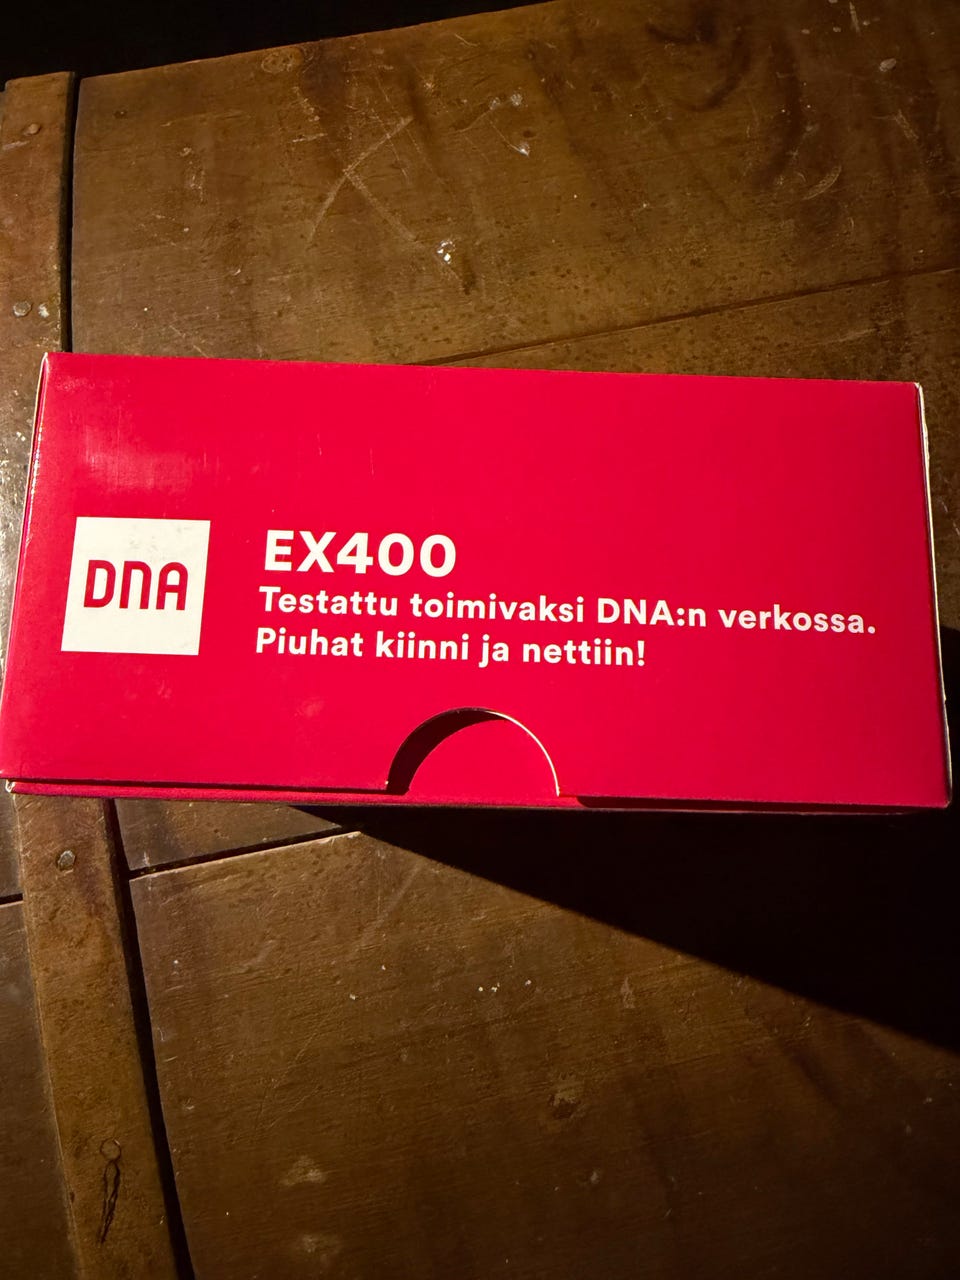 DNA
EX400
Testattu toimivaksi DNA:n verkossa.
Piuhat kiinni ja nettiin!